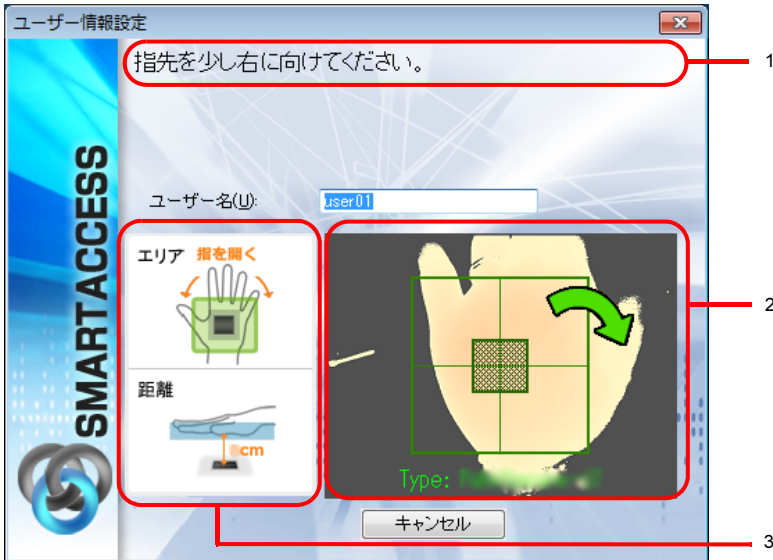 ユーザー情報設定
指先を少し右に向けてください。
1
SMARTACCESS
ユーザー名(U):
user01
エリア 指を開く
2
距離
cm
Type:
キャンセル
3